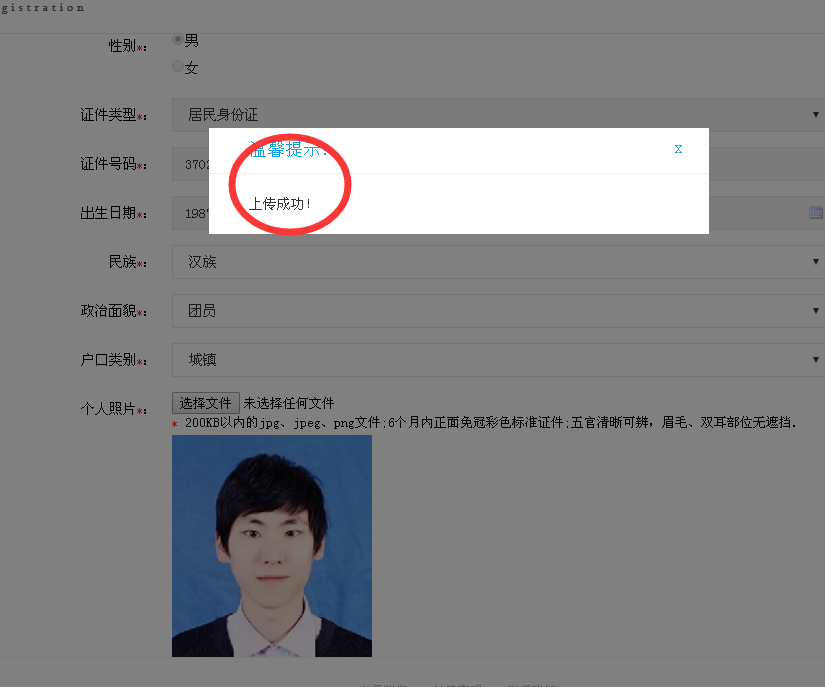 gistration
性别*:
男
女
证件类型*: 居民身份证
温馨提示: x
证件号码*: 3702
上传成功!
出生日期*: 1987
民族*: 汉族
政治面貌*: 团员
户口类别*: 城镇
个人照片*: 选择文件 未选择任何文件
* 200KB以内的jpg、jpeg、png文件;6个月内正面免冠彩色标准证件;五官清晰可辨，眉毛、双耳部位无遮挡.